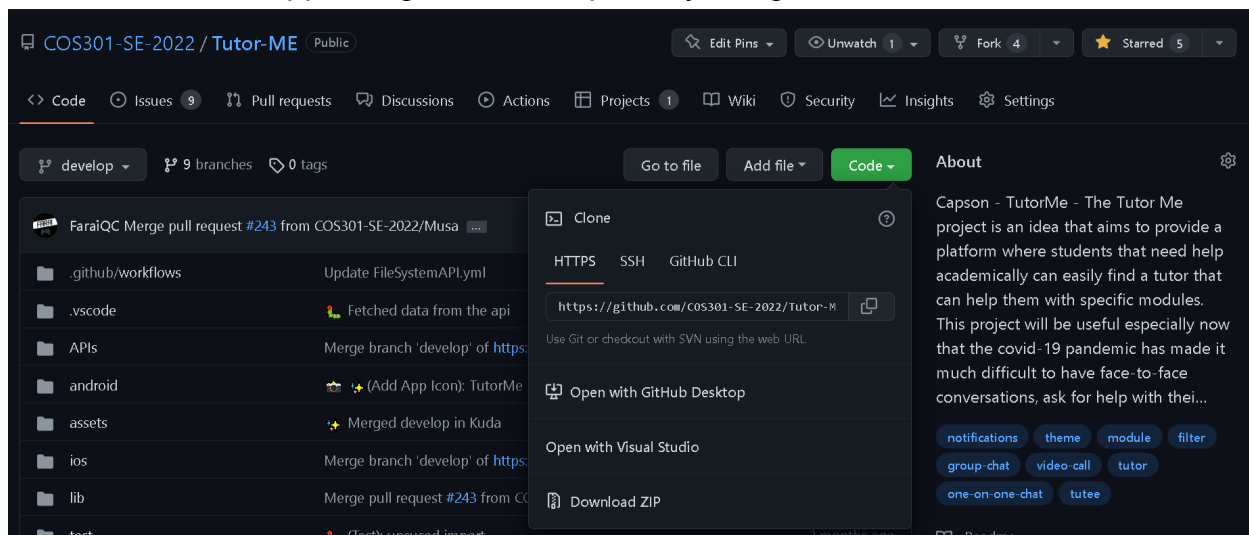 COS301-SE-2022 / Tutor-ME Public
Edit Pins Unwatch 1 Fork 4 Starred 5
<> Code Issues 9 Pull requests Discussions Actions Projects 1 Wiki Security Insights Settings
develop 9 branches 0 tags Go to file Add file Code
FaraiQC Merge pull request #243 from COS301-SE-2022/Musa ...
.github/workflows Update FileSystemAPI.yml
.vscode Fetched data from the api
APIs Merge branch 'develop' of https:
android (Add App Icon): TutorMe
assets Merged develop in Kuda
ios Merge branch 'develop' of https:
lib Merge pull request #243 from CO
test (Test): unused import 2 months ago
Clone
HTTPS SSH GitHub CLI
https://github.com/COS301-SE-2022/Tutor-M
Use Git or checkout with SVN using the web URL.
Open with GitHub Desktop
Open with Visual Studio
Download ZIP
About
Capson - TutorMe - The Tutor Me
project is an idea that aims to provide a
platform where students that need help
academically can easily find a tutor that
can help them with specific modules.
This project will be useful especially now
that the covid-19 pandemic has made it
much difficult to have face-to-face
conversations, ask for help with thei...
notifications theme module filter
group-chat video-call tutor
one-on-one-chat tutee
Readme